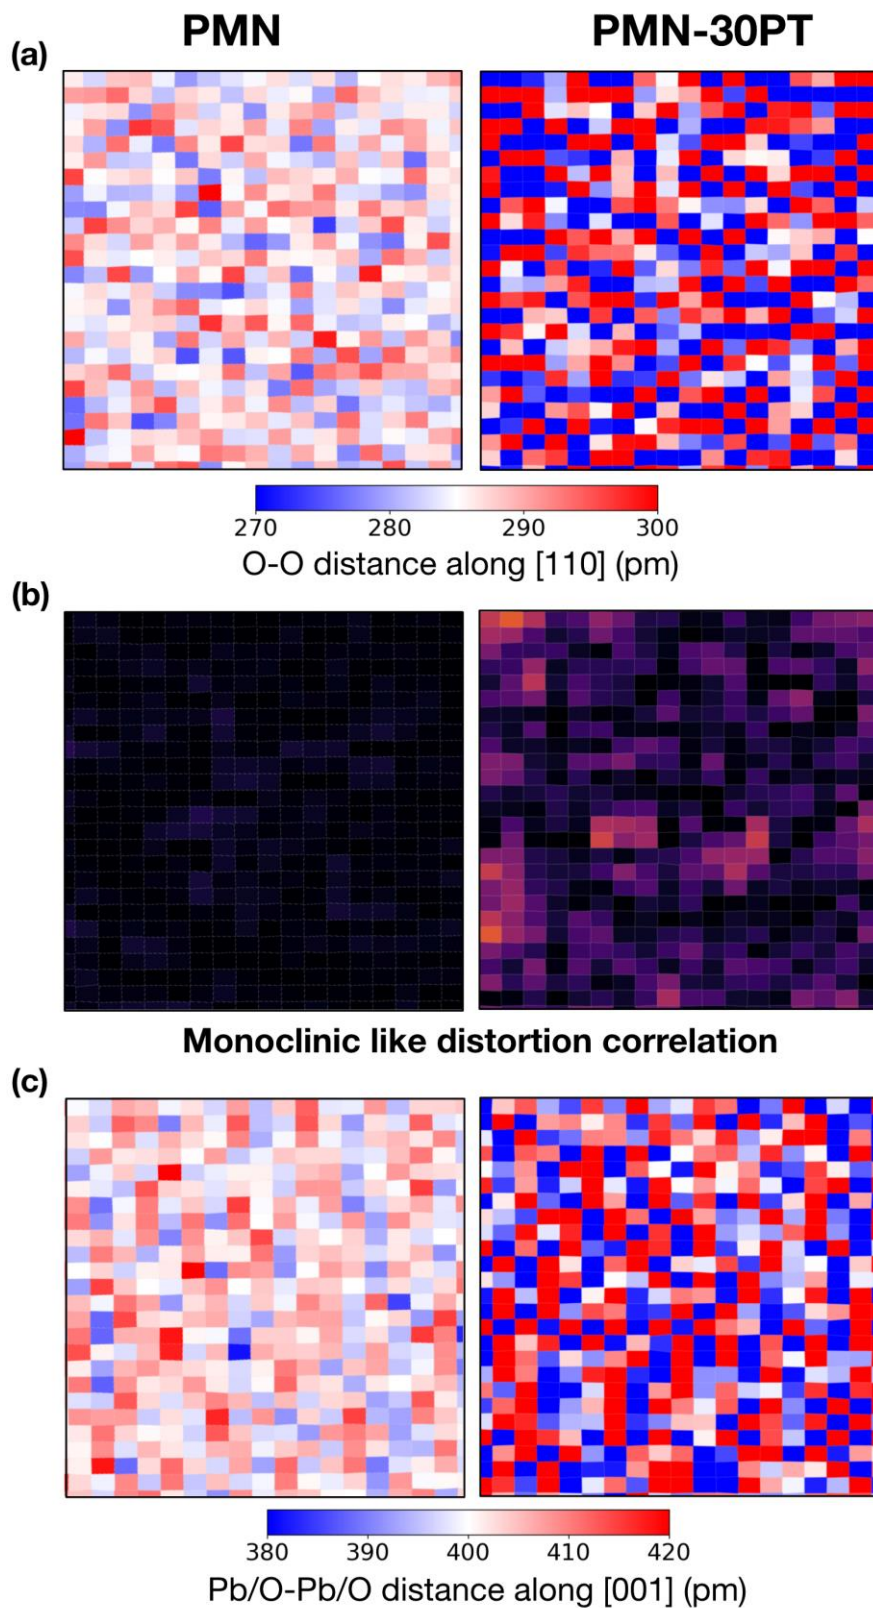 PMN PMN-30PT
(a)
270 280 290 300
O-O distance along [110] (pm)
(b)
Monoclinic like distortion correlation
(c)
380 390 400 410 420
Pb/O-Pb/O distance along [001] (pm)